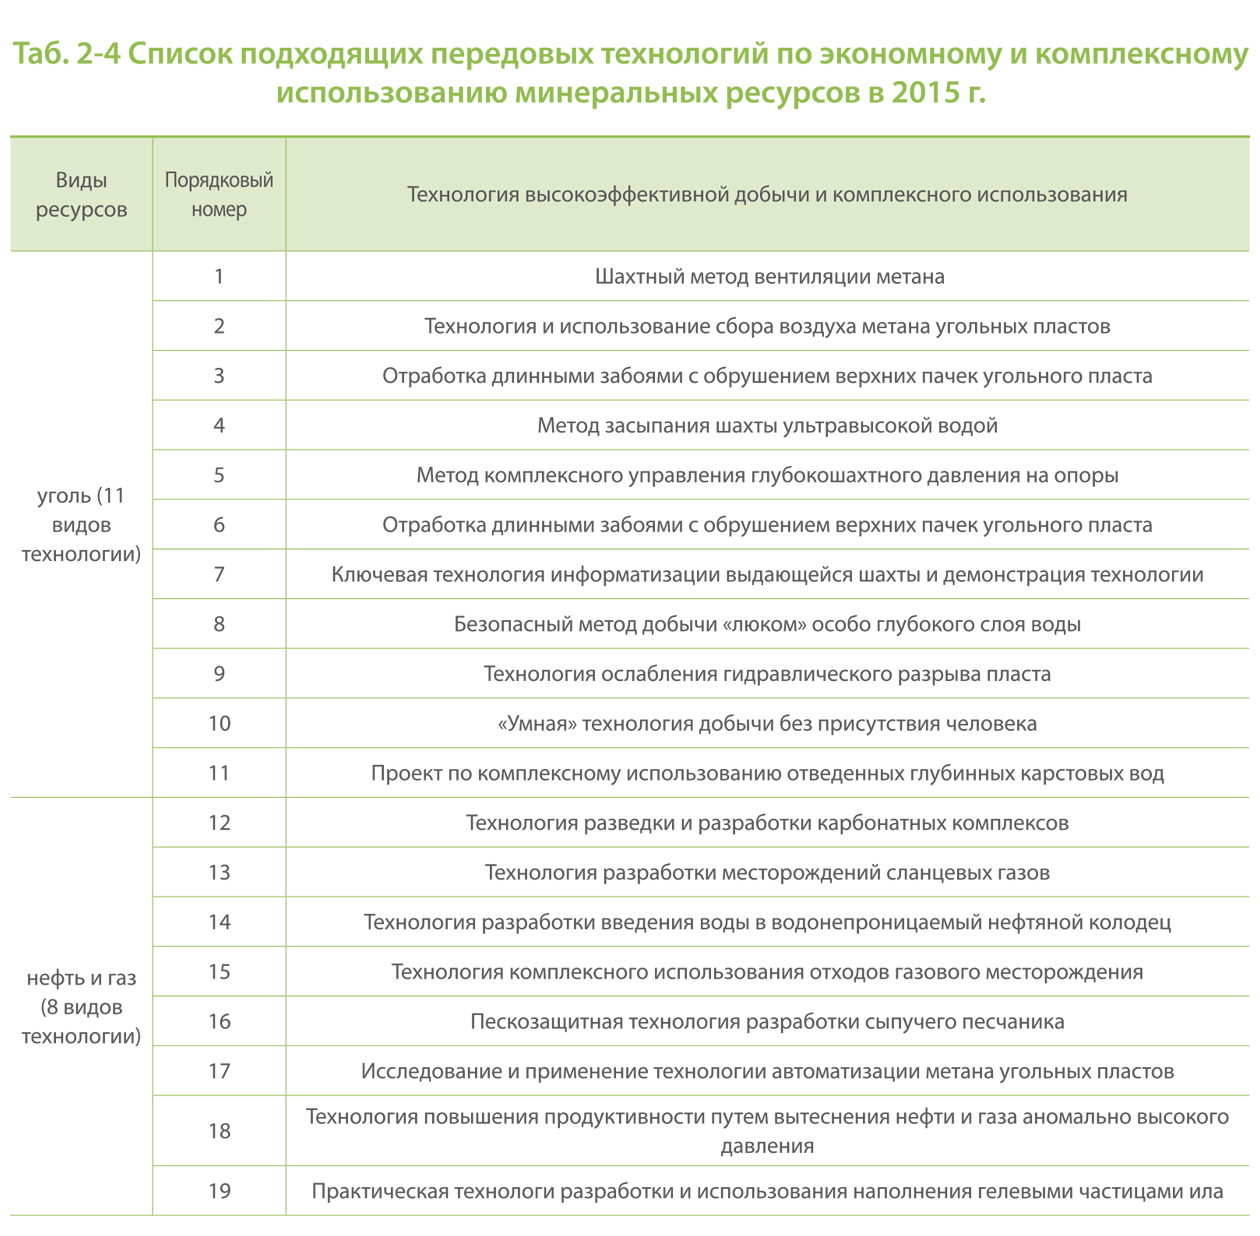 Таб. 2-4 Список подходящих передовых технологий по экономному и комплексному
использованию минеральных ресурсов в 2015 г.
Виды
ресурсов
Порядковый
номер
Технология высокоэффективной добычи и комплексного использования
уголь (11
видов
технологии)
1
Шахтный метод вентиляции метана
2
Технология и использование сбора воздуха метана угольных пластов
3
Отработка длинными забоями с обрушением верхних пачек угольного пласта
4
Метод засыпания шахты ультравысокой водой
5
Метод комплексного управления глубокошахтного давления на опоры
6
Отработка длинными забоями с обрушением верхних пачек угольного пласта
7
Ключевая технология информатизации выдающейся шахты и демонстрация технологии
8
Безопасный метод добычи «люком» особо глубокого слоя воды
9
Технология ослабления гидравлического разрыва пласта
10
«Умная» технология добычи без присутствия человека
11
Проект по комплексному использованию отведенных глубинных карстовых вод
нефть и газ
(8 видов
технологии)
12
Технология разведки и разработки карбонатных комплексов
13
Технология разработки месторождений сланцевых газов
14
Технология разработки введения воды в водонепроницаемый нефтяной колодец
15
Технология комплексного использования отходов газового месторождения
16
Пескозащитная технология разработки сыпучего песчаника
17
Исследование и применение технологии автоматизации метана угольных пластов
18
Технология повышения продуктивности путем вытеснения нефти и газа аномально высокого
давления
19
Практическая технологи разработки и использования наполнения гелевыми частицами ила